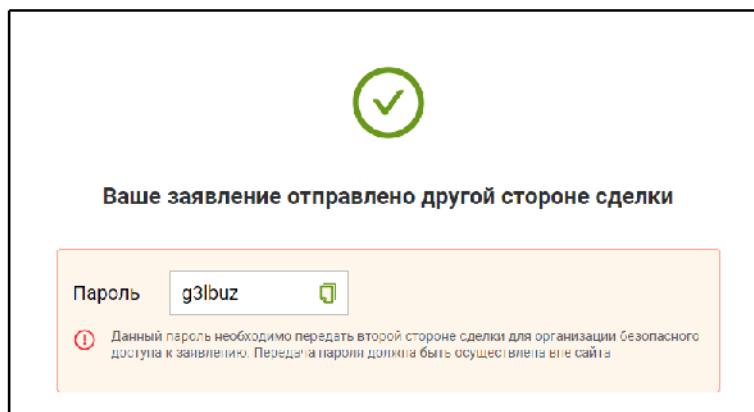 Ваше заявление отправлено другой стороне сделки
Пароль g3lbuz
Данный пароль необходимо передать второй стороне сделки для организации безопасного
доступа к заявлению. Передача пароля должна быть осуществлена вне сайта